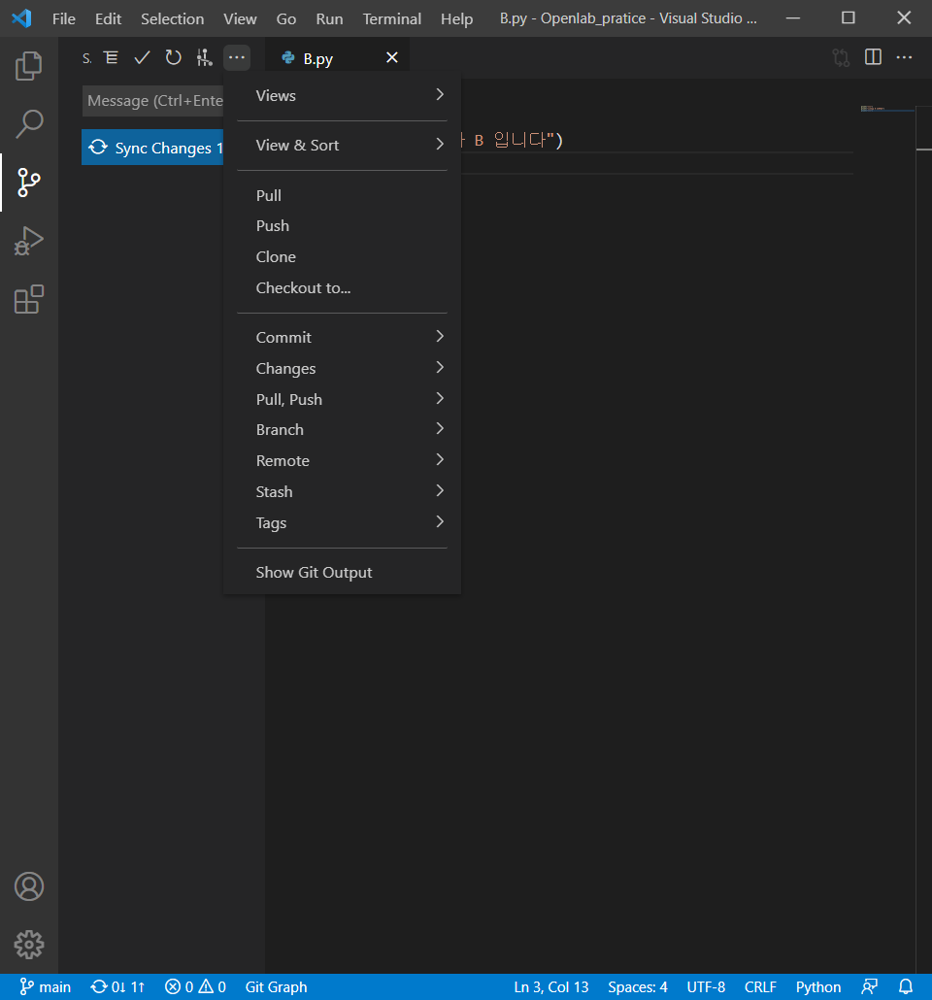 File Edit Selection View Go Run Terminal Help B.py - Openlab_pratice - Visual Studio ...
S.
B.py
Message (Ctrl+Ente
Sync Changes 1
B 입니다")
Views
View & Sort
Pull
Push
Clone
Checkout to...
Commit
Changes
Pull, Push
Branch
Remote
Stash
Tags
Show Git Output
main 0↓ 1↑ 0 0 Git Graph Ln 3, Col 13 Spaces: 4 UTF-8 CRLF Python